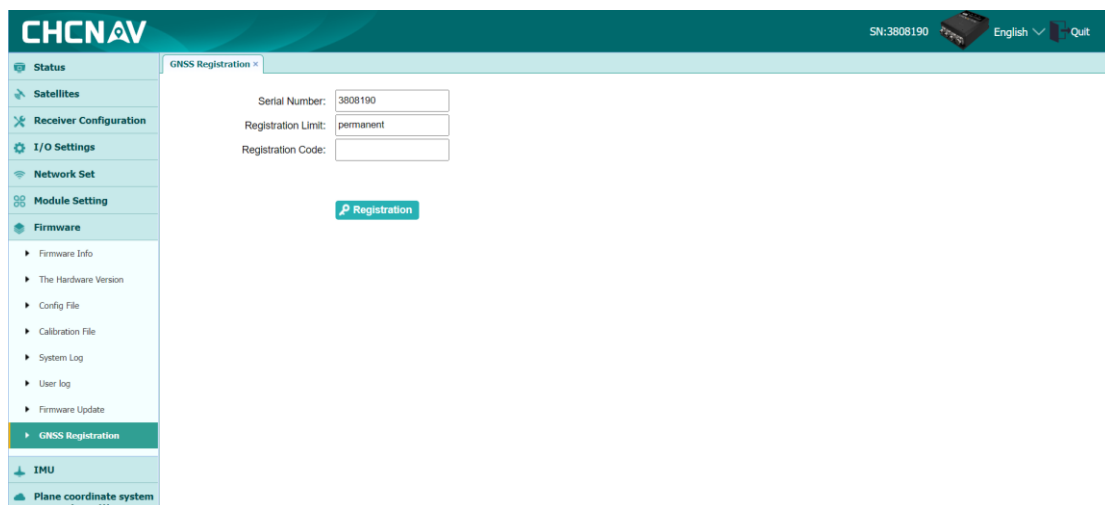 CHCNAV
SN:3808190
English
Quit
Status
Satellites
Receiver Configuration
I/O Settings
Network Set
Module Setting
Firmware
Firmware Info
The Hardware Version
Config File
Calibration File
System Log
User log
Firmware Update
GNSS Registration
IMU
Plane coordinate system
GNSS Registration ×
Serial Number: 3808190
Registration Limit: permanent
Registration Code:
Registration